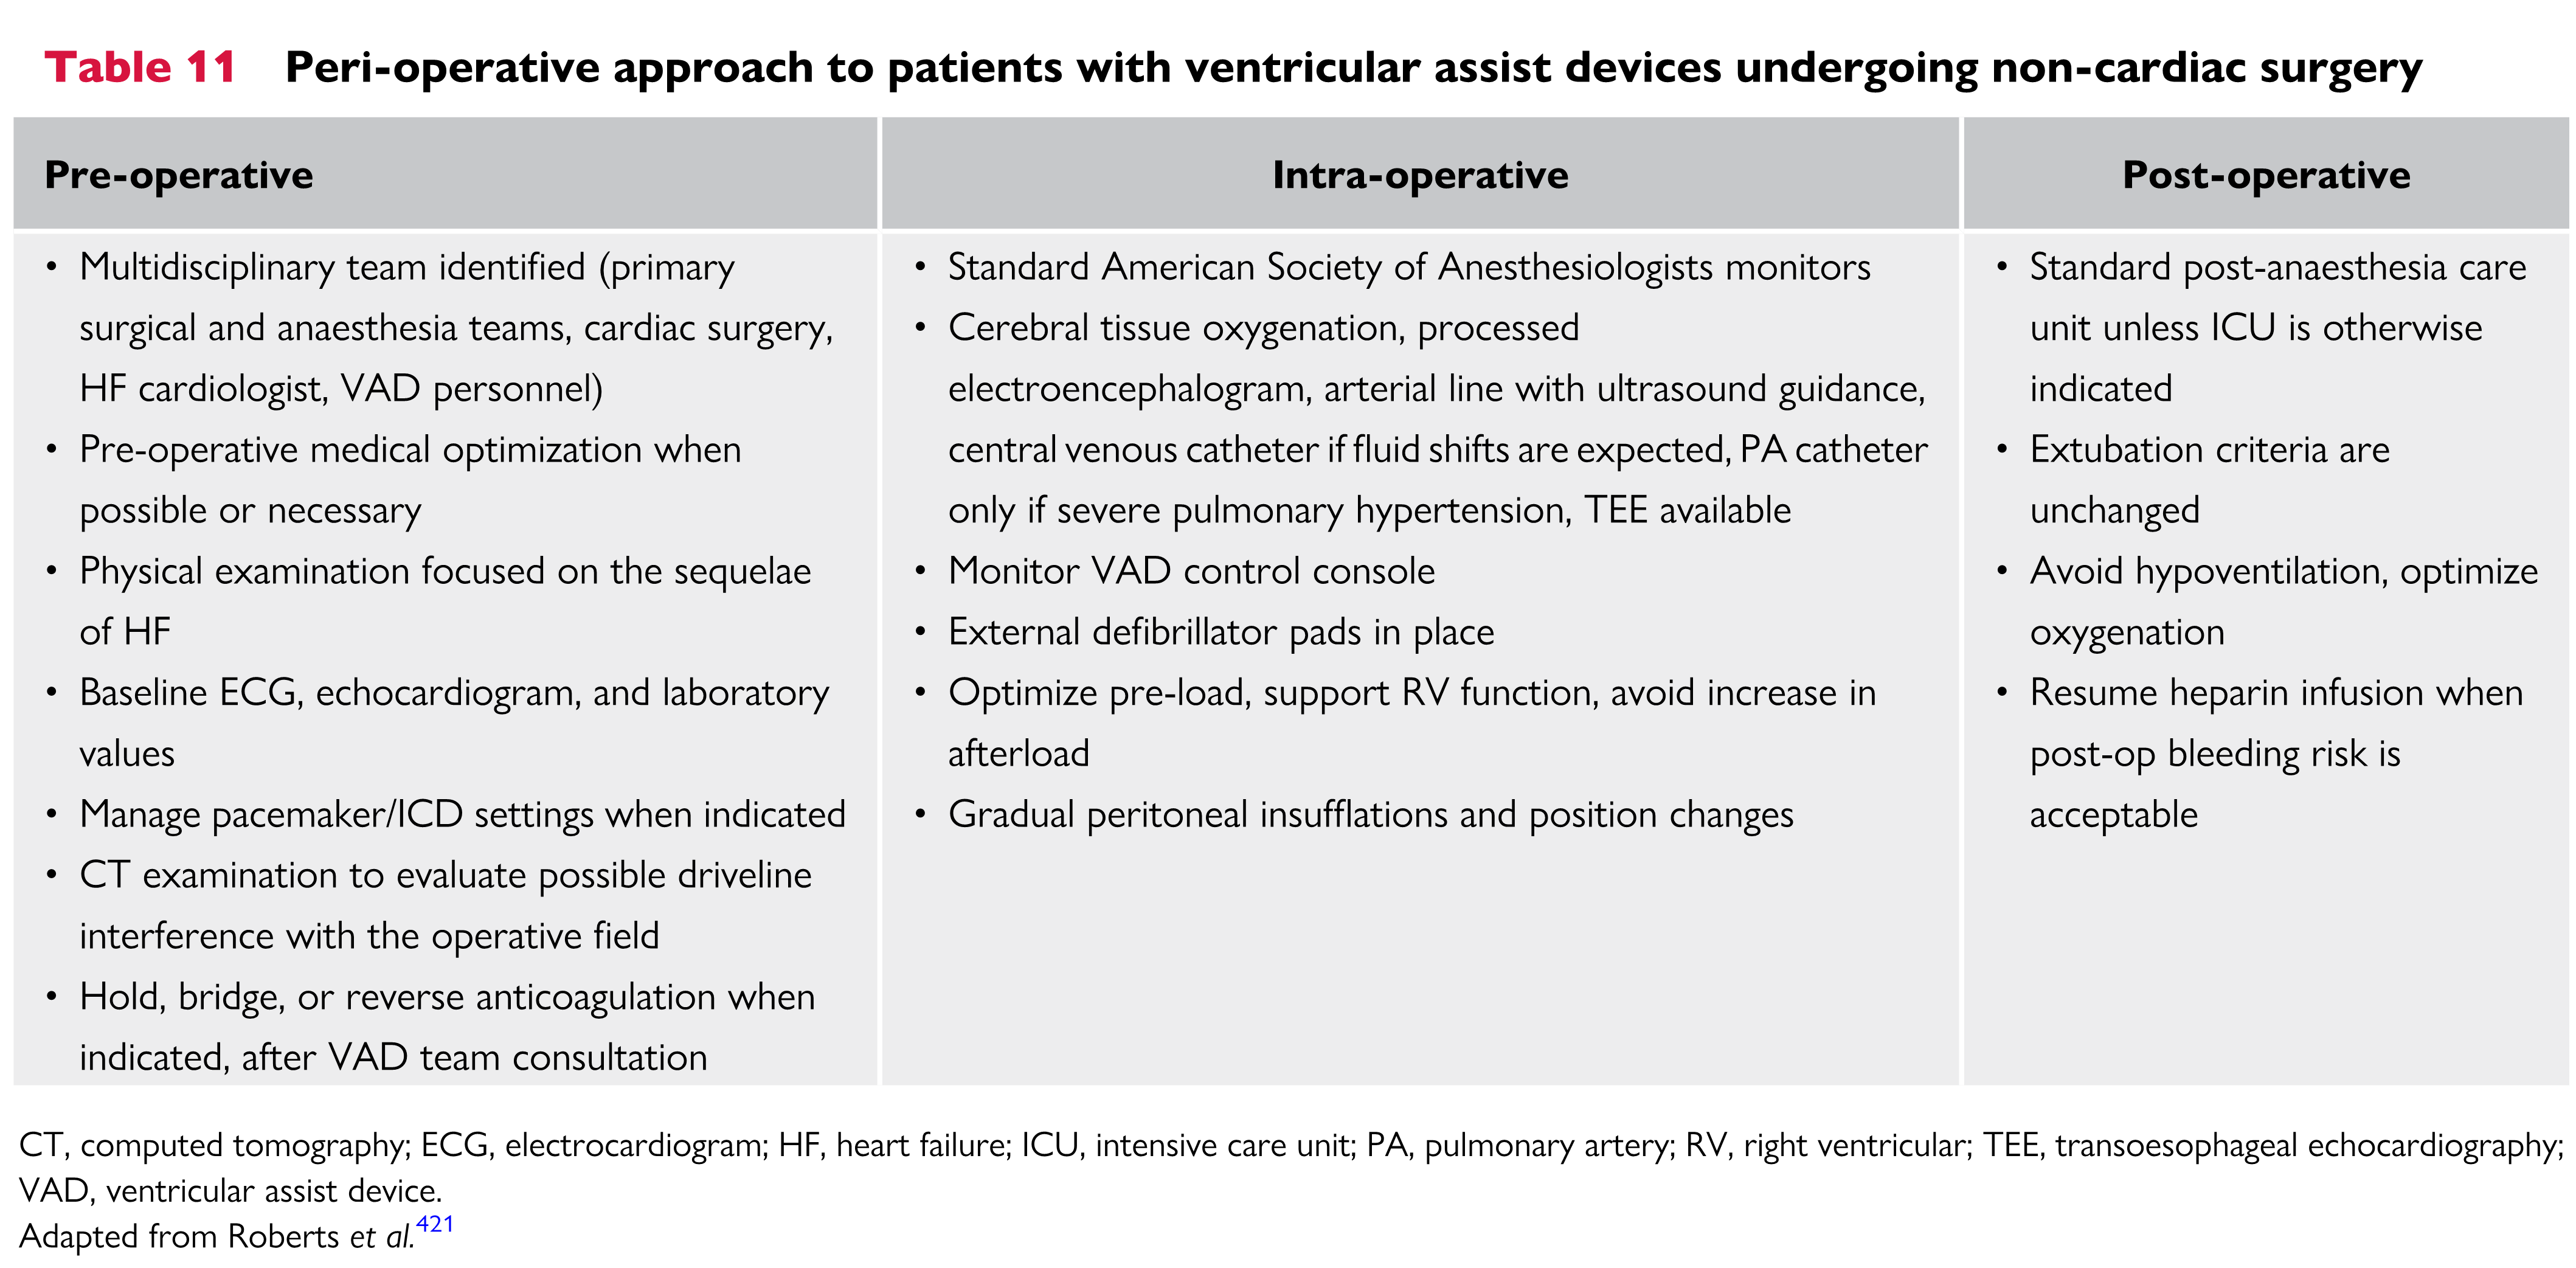 Table 11 Peri-operative approach to patients with ventricular assist devices undergoing non-cardiac surgery
Pre-operative
• Multidisciplinary team identified (primary
surgical and anaesthesia teams, cardiac surgery,
HF cardiologist, VAD personnel)
• Pre-operative medical optimization when
possible or necessary
• Physical examination focused on the sequelae
of HF
• Baseline ECG, echocardiogram, and laboratory
values
• Manage pacemaker/ICD settings when indicated
• CT examination to evaluate possible driveline
interference with the operative field
• Hold, bridge, or reverse anticoagulation when
indicated, after VAD team consultation
Intra-operative
• Standard American Society of Anesthesiologists monitors
• Cerebral tissue oxygenation, processed
electroencephalogram, arterial line with ultrasound guidance,
central venous catheter if fluid shifts are expected, PA catheter
only if severe pulmonary hypertension, TEE available
• Monitor VAD control console
• External defibrillator pads in place
• Optimize pre-load, support RV function, avoid increase in
afterload
• Gradual peritoneal insufflations and position changes
Post-operative
• Standard post-anaesthesia care
unit unless ICU is otherwise
indicated
• Extubation criteria are
unchanged
• Avoid hypoventilation, optimize
oxygenation
• Resume heparin infusion when
post-op bleeding risk is
acceptable
CT, computed tomography; ECG, electrocardiogram; HF, heart failure; ICU, intensive care unit; PA, pulmonary artery; RV, right ventricular; TEE, transoesophageal echocardiography;
VAD, ventricular assist device.
Adapted from Roberts et al.421